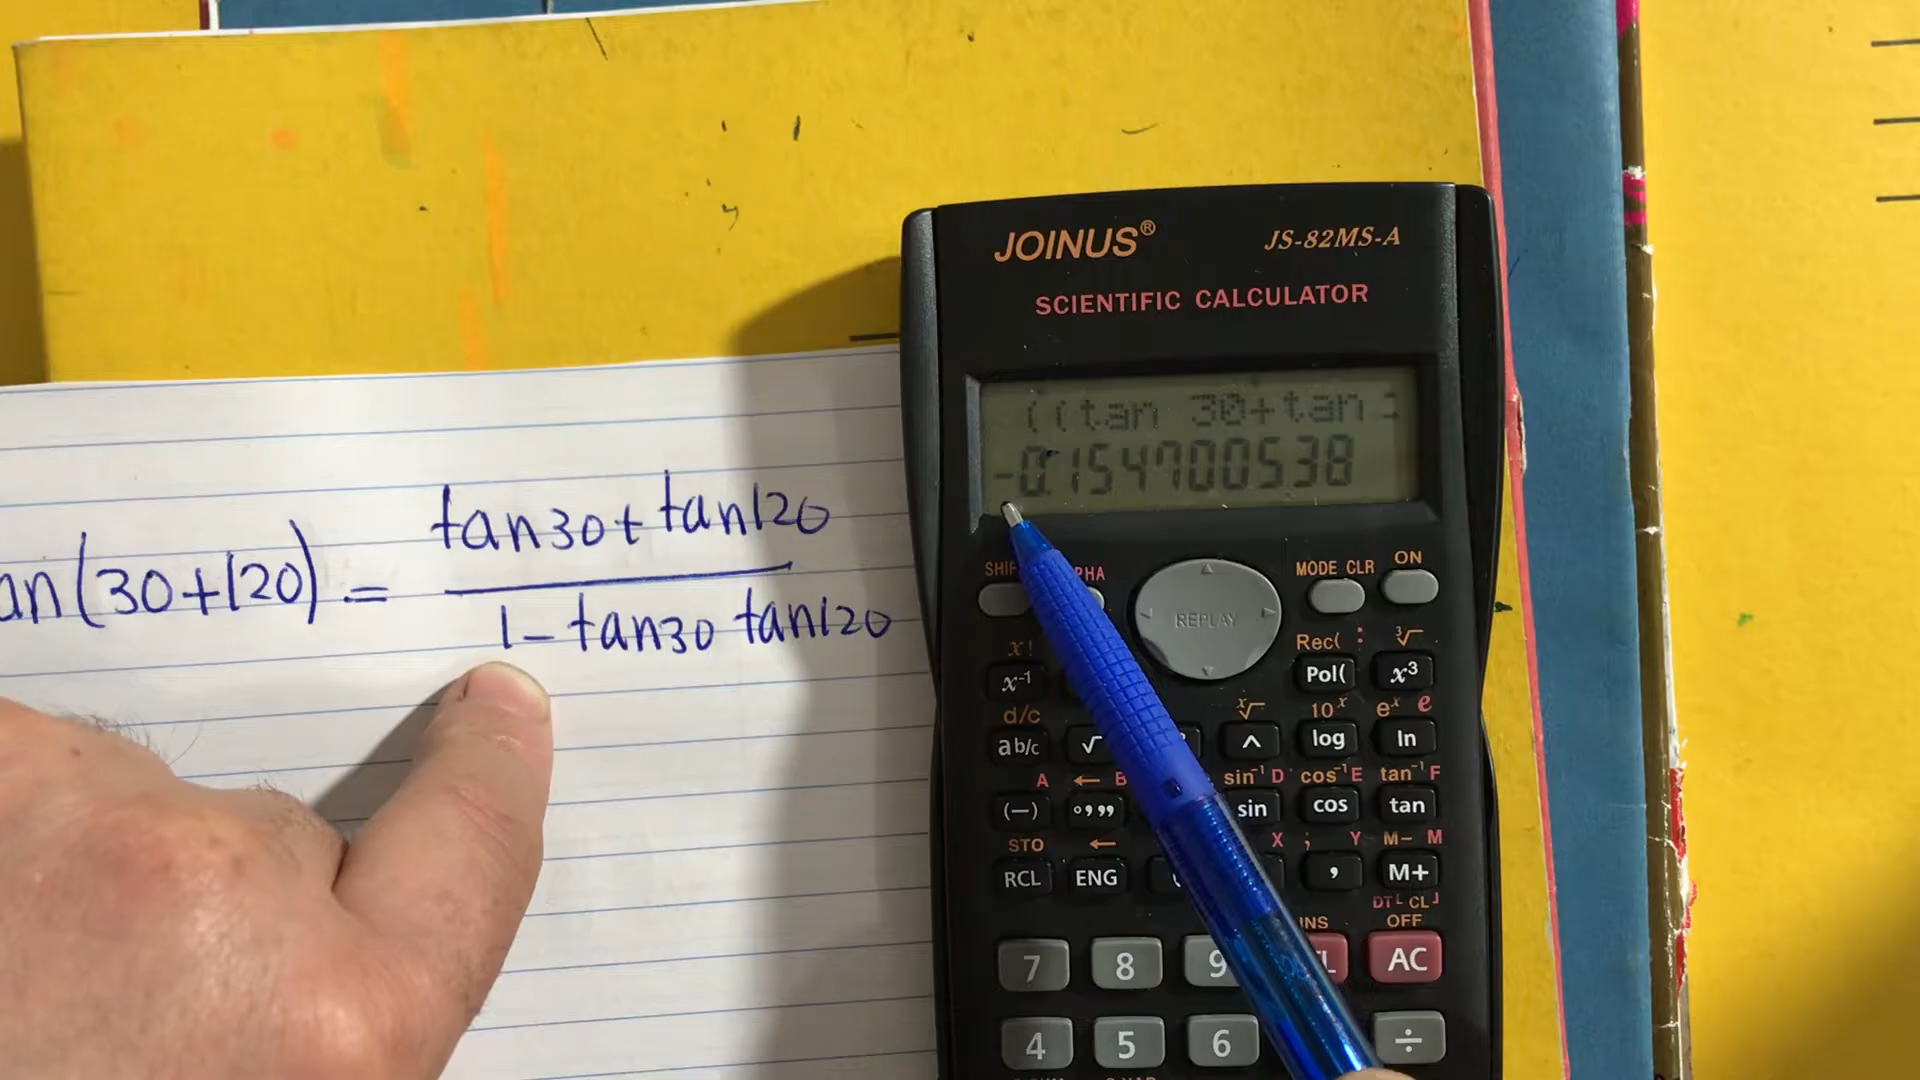 an(30+120) =
tan30+tan120
1-tan30 tan120
JOINUS® JS-82MS-A
SCIENTIFIC CALCULATOR
((tan 30+tan
-0.154700538
MODE CLR ON
REPLAY
x! Rec( : ³√
x⁻¹ Pol( x³
d/c ˣ√ 10ˣ eˣ e
ab/c √ ^ log ln
A ← B sin⁻¹ D cos⁻¹ E tan⁻¹ F
(—) °,,, sin cos tan
STO ← X ; Y M- M
RCL ENG ( , M+
DT CL
INS OFF
7 8 9 AC
4 5 6 ÷